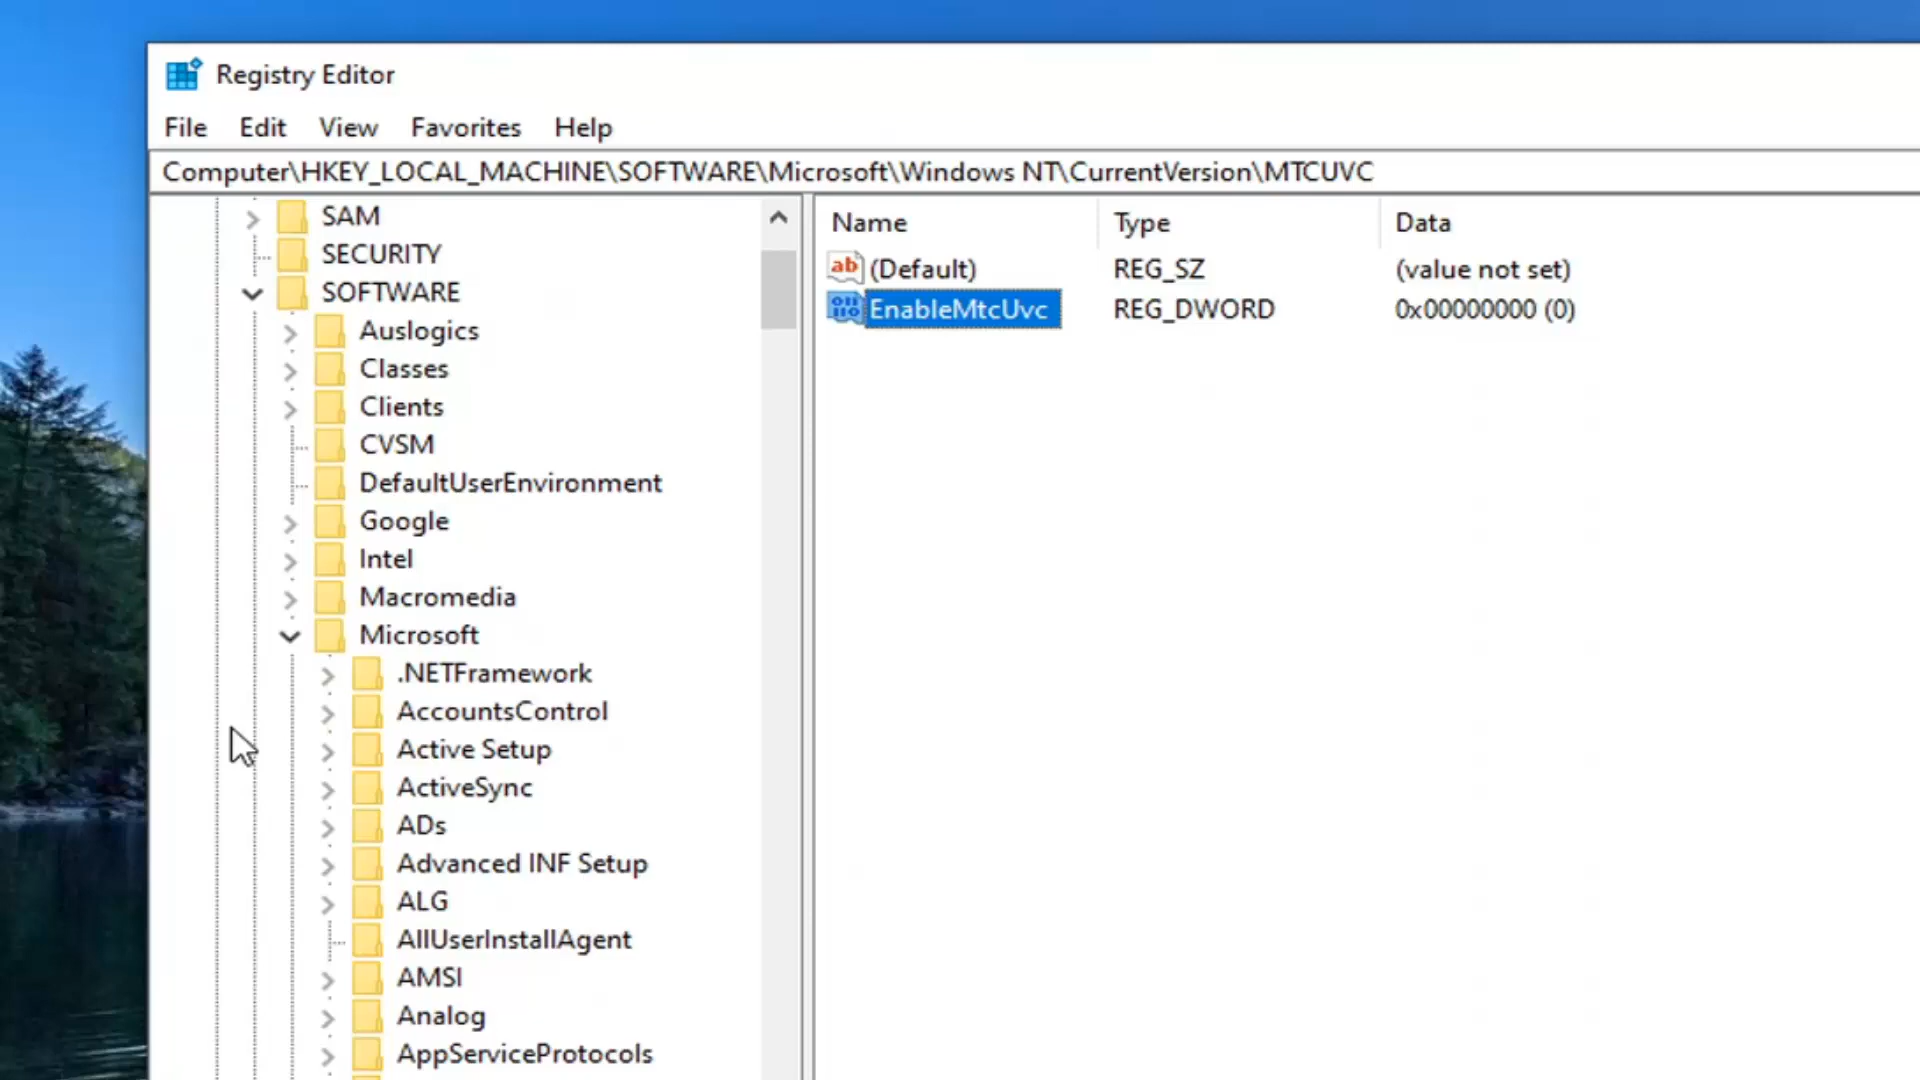 Registry Editor
File Edit View Favorites Help
Computer\HKEY_LOCAL_MACHINE\SOFTWARE\Microsoft\Windows NT\CurrentVersion\MTCUVC
SAM
SECURITY
SOFTWARE
Auslogics
Classes
Clients
CVSM
DefaultUserEnvironment
Google
Intel
Macromedia
Microsoft
.NETFramework
AccountsControl
Active Setup
ActiveSync
ADs
Advanced INF Setup
ALG
AllUserInstallAgent
AMSI
Analog
AppServiceProtocols
Name Type Data
ab (Default) REG_SZ (value not set)
EnableMtcUvc REG_DWORD 0x00000000 (0)